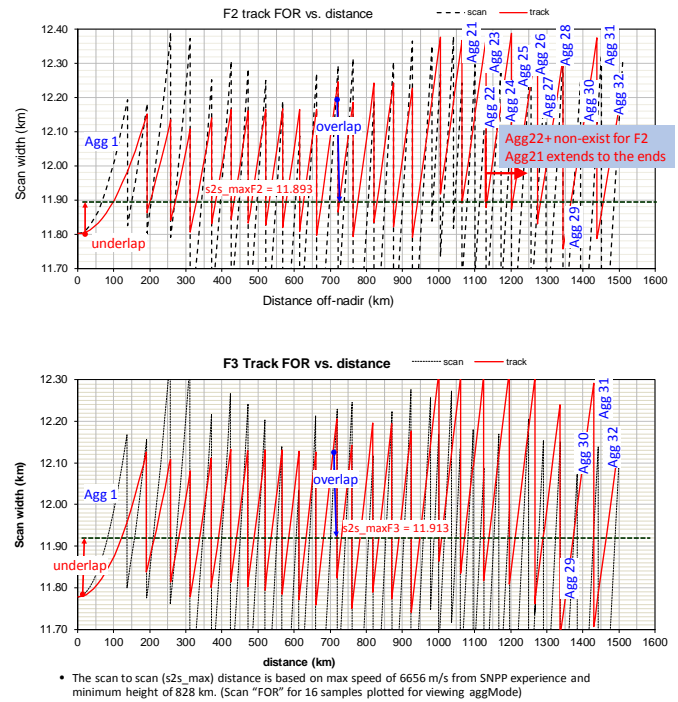 F2 track FOR vs. distance
scan
track
12.40
12.30
12.20
12.10
12.00
11.90
11.80
11.70
Scan width (km)
Agg 1
underlap
s2s_maxF2 = 11.893
overlap
Agg 21
Agg 22
Agg 23
Agg 24
Agg 25
Agg 26
Agg 27
Agg 28
Agg 29
Agg 30
Agg 31
Agg 32.
Agg22+ non-exist for F2
Agg21 extends to the ends
0 100 200 300 400 500 600 700 800 900 1000 1100 1200 1300 1400 1500 1600
Distance off-nadir (km)
F3 Track FOR vs. distance
scan
track
12.30
12.20
12.10
12.00
11.90
11.80
11.70
Scan width (km)
Agg 1
underlap
overlap
s2s_maxF3 = 11.913
Agg 29
Agg 30
Agg 31
Agg 32
0 100 200 300 400 500 600 700 800 900 1000 1100 1200 1300 1400 1500 1600
distance (km)
• The scan to scan (s2s_max) distance is based on max speed of 6656 m/s from SNPP experience and
minimum height of 828 km. (Scan “FOR” for 16 samples plotted for viewing aggMode)